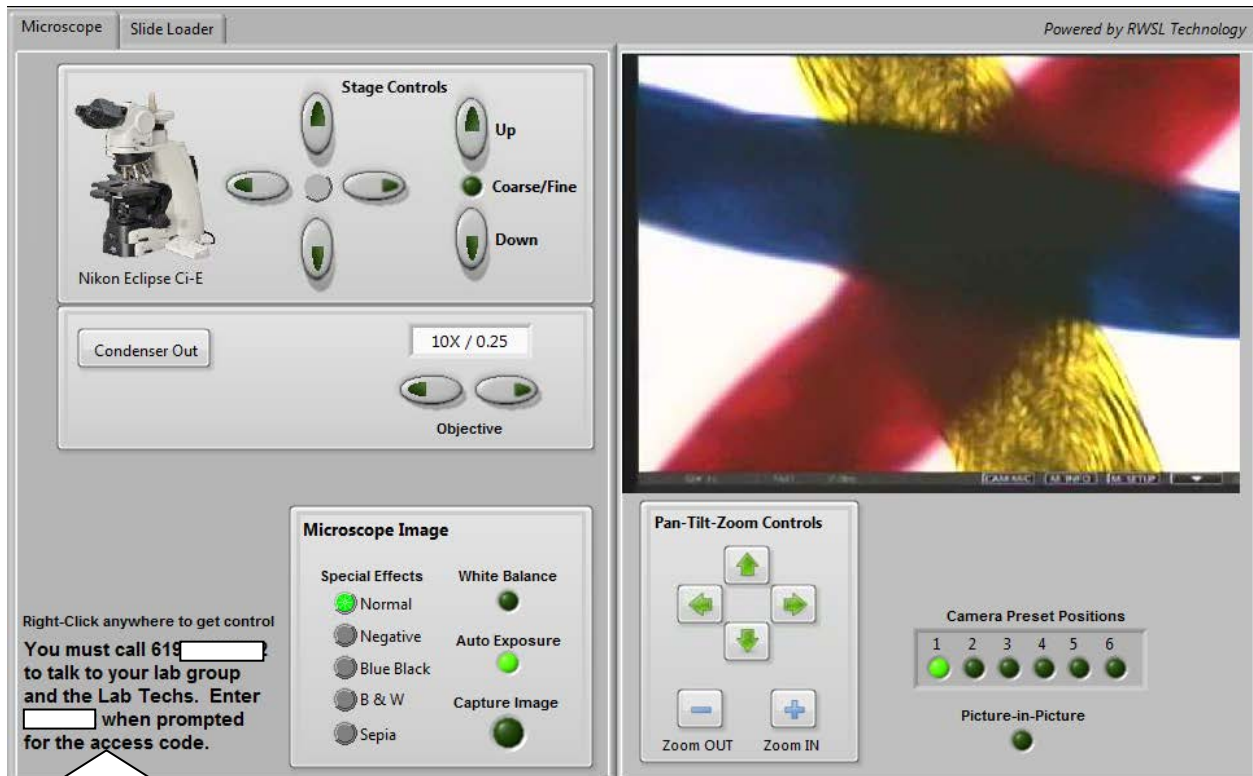 Microscope
Slide Loader
Powered by RWSL Technology
Stage Controls
Up
Coarse/Fine
Down
Nikon Eclipse Ci-E
Condenser Out
10X / 0.25
Objective
CAM/MIC M.INFO M.SETUP
Microscope Image
Special Effects
Normal
Negative
Blue Black
B & W
Sepia
White Balance
Auto Exposure
Capture Image
Right-Click anywhere to get control
You must call 619
to talk to your lab group
and the Lab Techs. Enter
when prompted
for the access code.
Pan-Tilt-Zoom Controls
Zoom OUT
Zoom IN
Camera Preset Positions
1 2 3 4 5 6
Picture-in-Picture